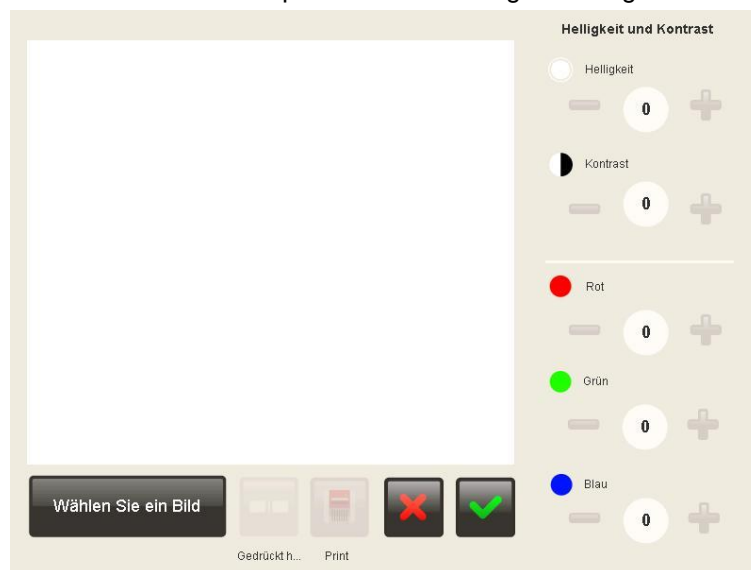 Helligkeit und Kontrast
Helligkeit
0
Kontrast
0
Rot
0
Grün
0
Blau
0
Wählen Sie ein Bild
Gedrückt h...
Print